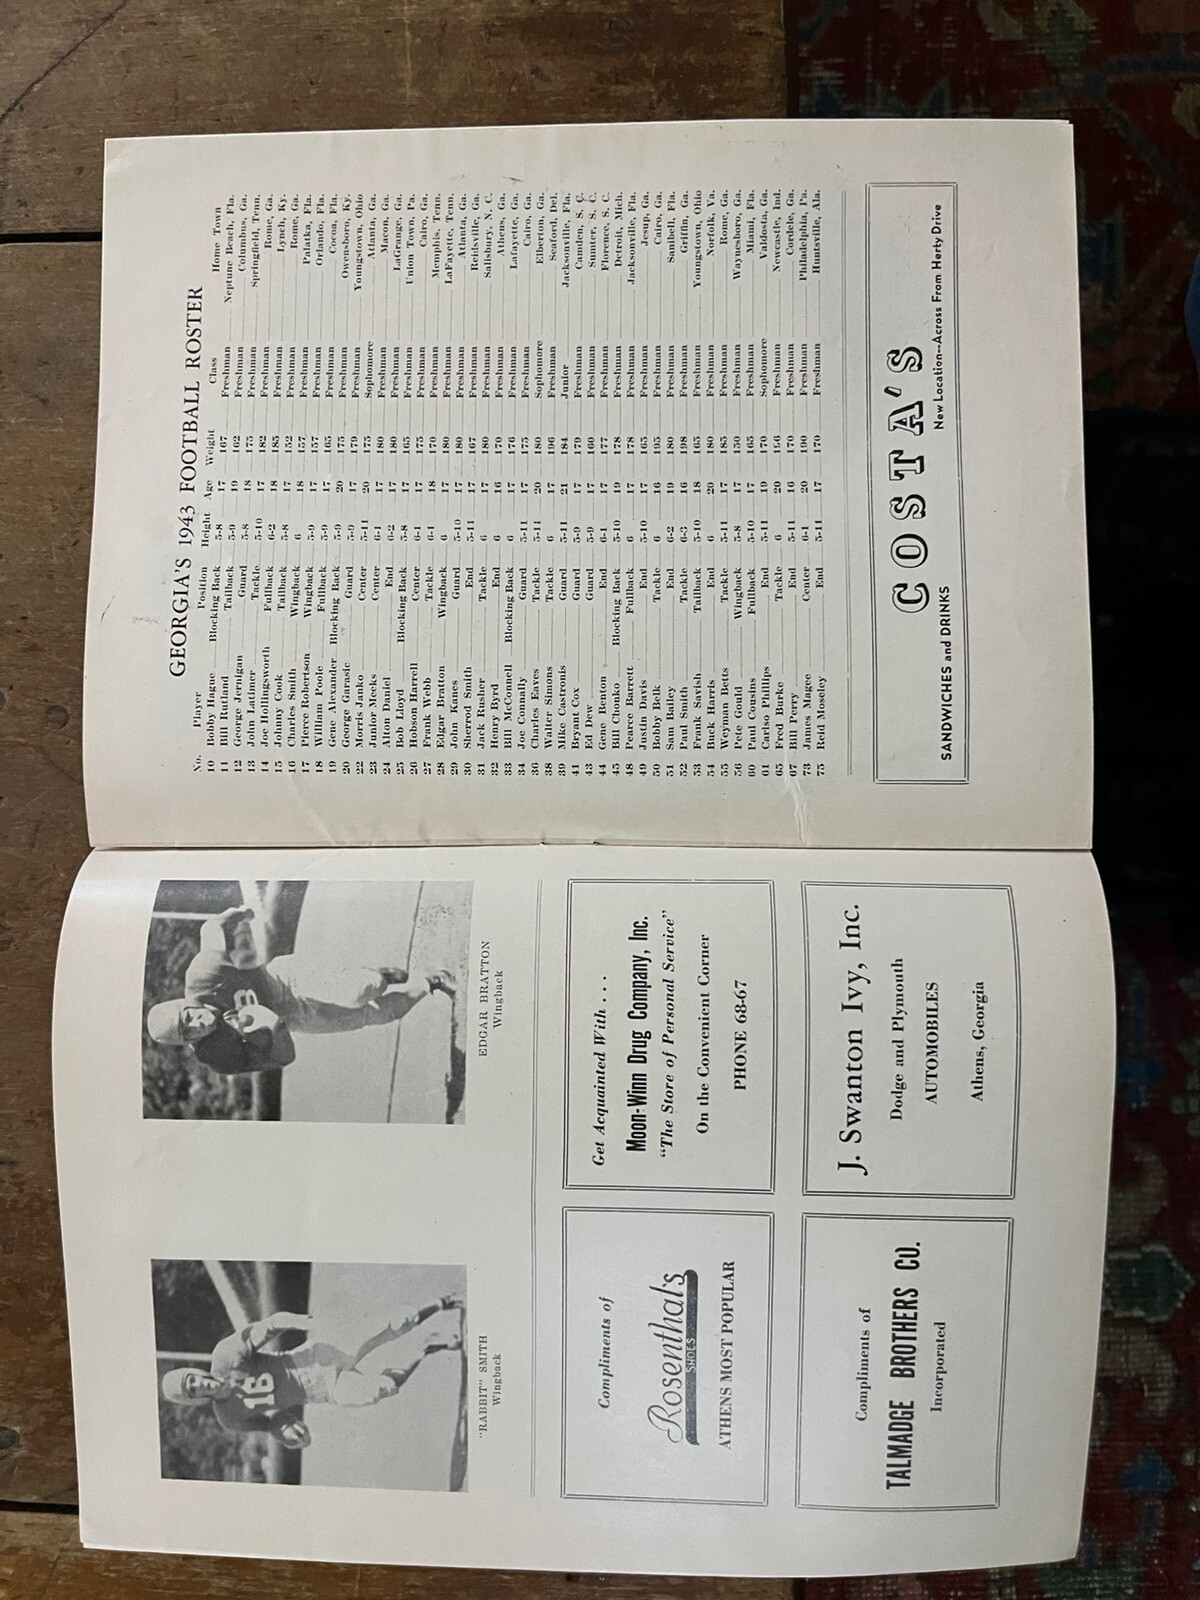 "RABBIT" SMITH
Wingback
EDGAR BRATTON
Wingback
16
Compliments of
Rosenthal's
SHOES
ATHENS MOST POPULAR
Get Acquainted With . . .
Moon-Winn Drug Company, Inc.
"The Store of Personal Service"
On the Convenient Corner
PHONE 68-67
Compliments of
TALMADGE BROTHERS CO.
Incorporated
J. Swanton Ivy, Inc.
Dodge and Plymouth
AUTOMOBILES
Athens, Georgia
GEORGIA'S 1943 FOOTBALL ROSTER
No. Player Position Height Age Weight Class Home Town
10 Bobby Hague Blocking Back 5-8 17 167 Freshman Neptune Beach, Fla.
11 Bill Rutland Tailback 5-9 19 162 Freshman Columbus, Ga.
12 George Jernigan Guard 5-8 18 175 Freshman Springfield, Tenn.
13 John Latimer Tackle 5-10 17 182 Freshman Rome, Ga.
14 Joe Hollingsworth Fullback 6-2 18 185 Freshman Lynch, Ky.
15 Johnny Cook Tailback 5-8 17 152 Freshman Rome, Ga.
16 Charles Smith Wingback 6 18 157 Freshman Palatka, Fla.
17 Pierce Robertson Wingback 5-9 17 157 Freshman Orlando, Fla.
18 William Poole Fullback 5-9 17 165 Freshman Cocoa, Fla.
19 Gene Alexander Blocking Back 5-9 20 175 Freshman Owensboro, Ky.
20 George Garasic Guard 5-9 17 179 Freshman Youngstown, Ohio
22 Morris Janko Center 5-11 20 175 Sophomore Atlanta, Ga.
23 Junior Meeks Center 6-1 17 180 Freshman Macon, Ga.
24 Alton Daniel End 6-2 17 180 Freshman LaGrange, Ga.
25 Bob Lloyd Blocking Back 5-8 17 165 Freshman Union Town, Pa.
26 Hobson Harrell Center 6-1 17 175 Freshman Cairo, Ga.
27 Frank Webb Tackle 6-1 18 170 Freshman Memphis, Tenn.
28 Edgar Bratton Wingback 6 17 180 Freshman LaFayette, Tenn.
29 John Kanes Guard 5-10 17 180 Freshman Atlanta, Ga.
30 Sherod Smith End 5-11 17 167 Freshman Reidsville, Ga.
31 Jack Rusher Tackle 6 17 180 Freshman Salisbury, N. C.
32 Henry Byrd End 6 16 170 Freshman Athens, Ga.
33 Bill McConnell Blocking Back 6 17 176 Freshman Lafayette, Ga.
34 Joe Connally Guard 5-11 17 175 Freshman Cairo, Ga.
36 Charles Eaves Tackle 5-11 20 180 Sophomore Elberton, Ga.
38 Walter Simons Tackle 6 17 196 Freshman Seaford, Del.
39 Mike Castronis Guard 5-11 21 184 Junior Jacksonville, Fla.
41 Bryant Cox Guard 5-9 17 179 Freshman Camden, S. C.
43 Ed Dew Guard 5-9 17 160 Freshman Sumter, S. C.
44 Gene Benton End 6-1 17 177 Freshman Florence, S. C.
45 Bill Chonko Blocking Back 5-10 19 178 Freshman Detroit, Mich.
48 Pearce Barrett Fullback 6 17 178 Freshman Jacksonville, Fla.
49 Justin Davis End 5-10 17 165 Freshman Jesup, Ga.
50 Bobby Belk Tackle 6 16 195 Freshman Cairo, Ga.
51 Sam Bailey End 6-2 19 180 Freshman Sanibell, Fla.
52 Paul Smith Tackle 6-3 16 198 Freshman Griffin, Ga.
53 Frank Savish Tailback 5-10 18 165 Freshman Youngstown, Ohio
54 Buck Harris End 6 20 180 Freshman Norfolk, Va.
55 Weyman Betts Tackle 5-11 17 185 Freshman Rome, Ga.
56 Pete Gould Wingback 5-8 17 150 Freshman Waynesboro, Ga.
60 Paul Cousins Fullback 5-10 17 165 Freshman Miami, Fla.
61 Carlso Phillips End 5-11 19 170 Sophomore Valdosta, Ga.
65 Fred Burke Tackle 6 20 156 Freshman Newcastle, Ind.
67 Bill Perry End 5-11 16 170 Freshman Cordele, Ga.
73 James Magee Center 6-1 20 190 Freshman Philadelphia, Pa.
75 Reid Moseley End 5-11 17 170 Freshman Huntsville, Ala.
COSTA'S
SANDWICHES and DRINKS
New Location--Across From Herty Drive